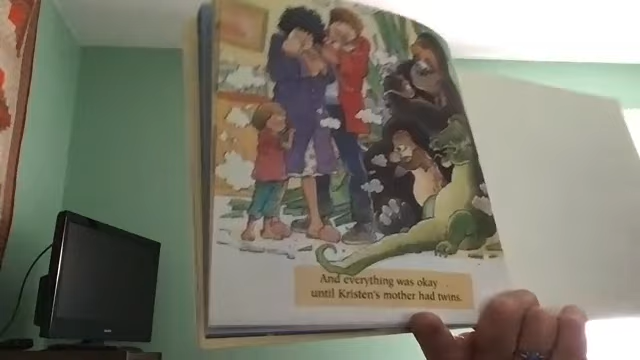 And everything was okay
until Kristen's mother had twins.